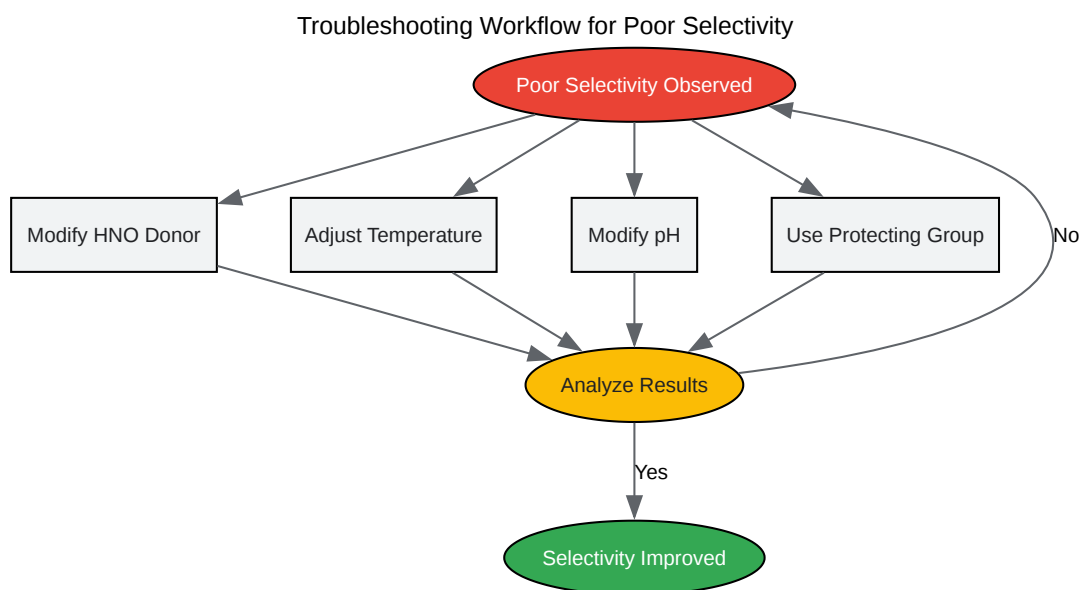 Troubleshooting Workflow for Poor Selectivity
Poor Selectivity Observed
Modify HNO Donor
Adjust Temperature
Modify pH
Use Protecting Group
No
Analyze Results
Yes
Selectivity Improved